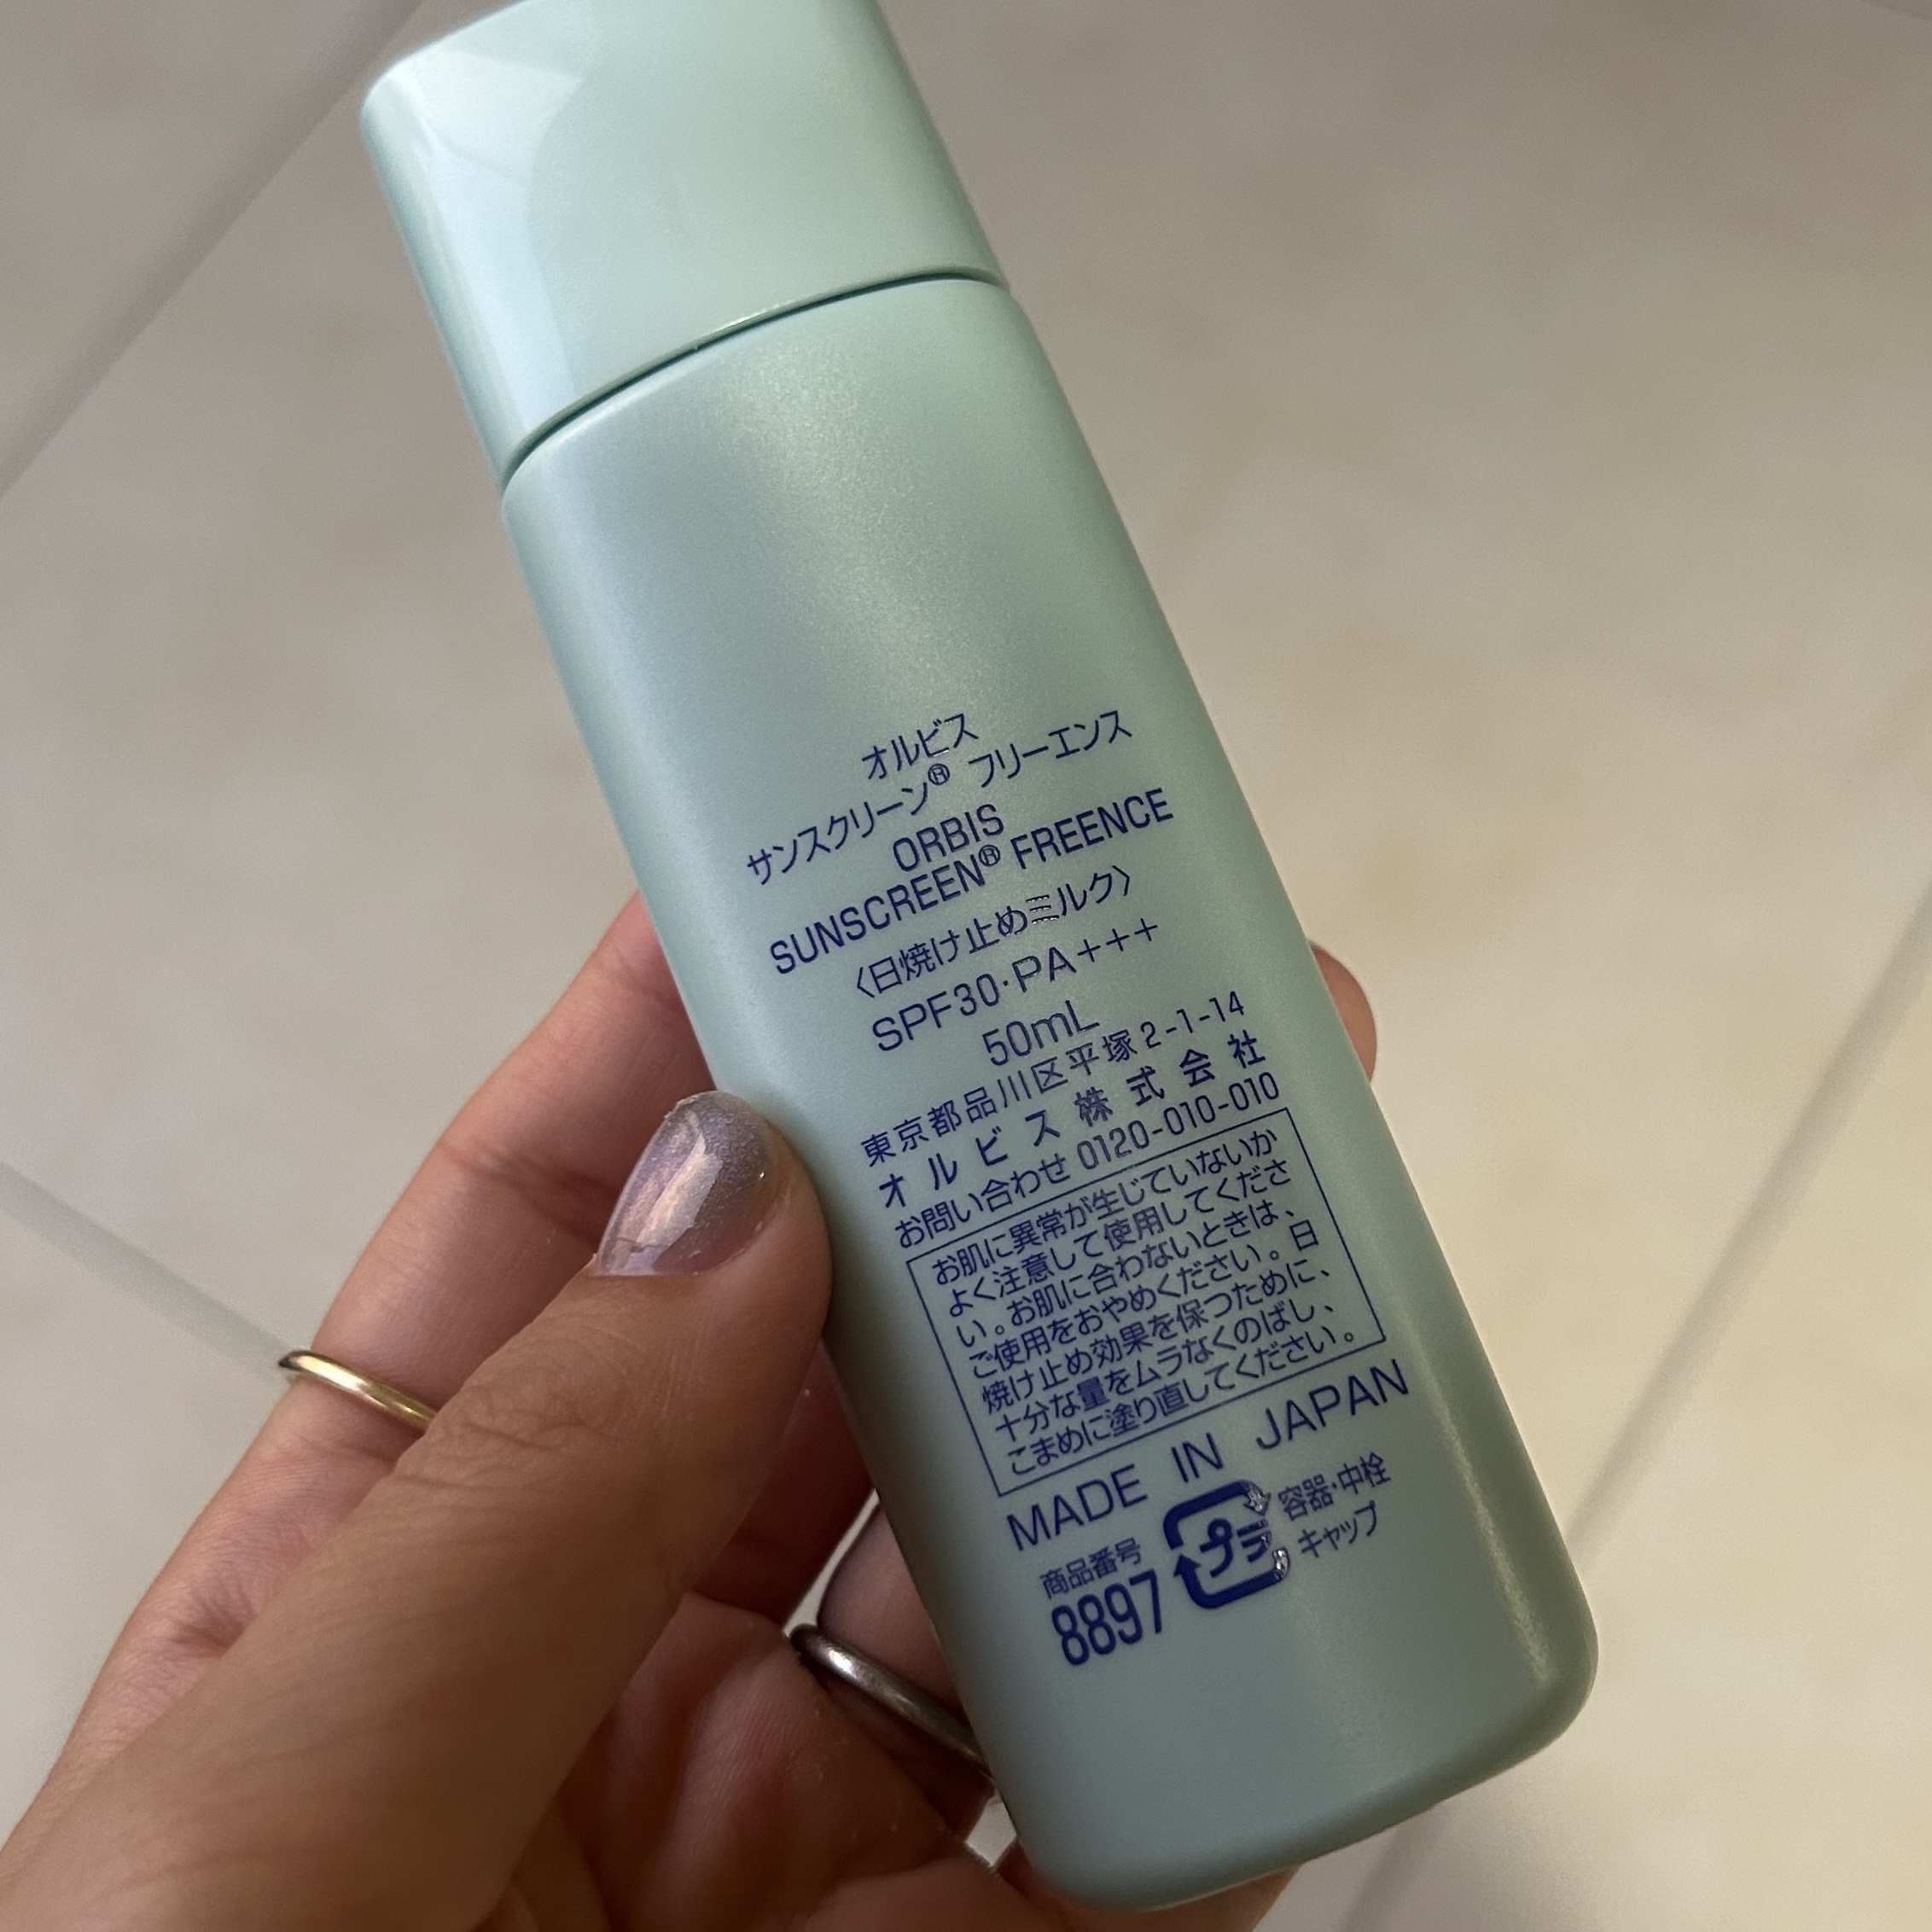 オルビス
サンスクリーン® フリーエンス
ORBIS
SUNSCREEN® FREENCE
〈日焼け止めミルク〉
SPF30·PA+++
50mL
東京都品川区平塚2-1-14
オルビス株式会社
お問い合わせ 0120-010-010
お肌に異常が生じていないか
よく注意して使用してくださ
い。お肌に合わないときは、
ご使用をおやめください。日
焼け止め効果を保つために、
十分な量をムラなくのばし、
こまめに塗り直してください。
MADE IN JAPAN
商品番号
8897
プラ
容器・中栓
キャップ